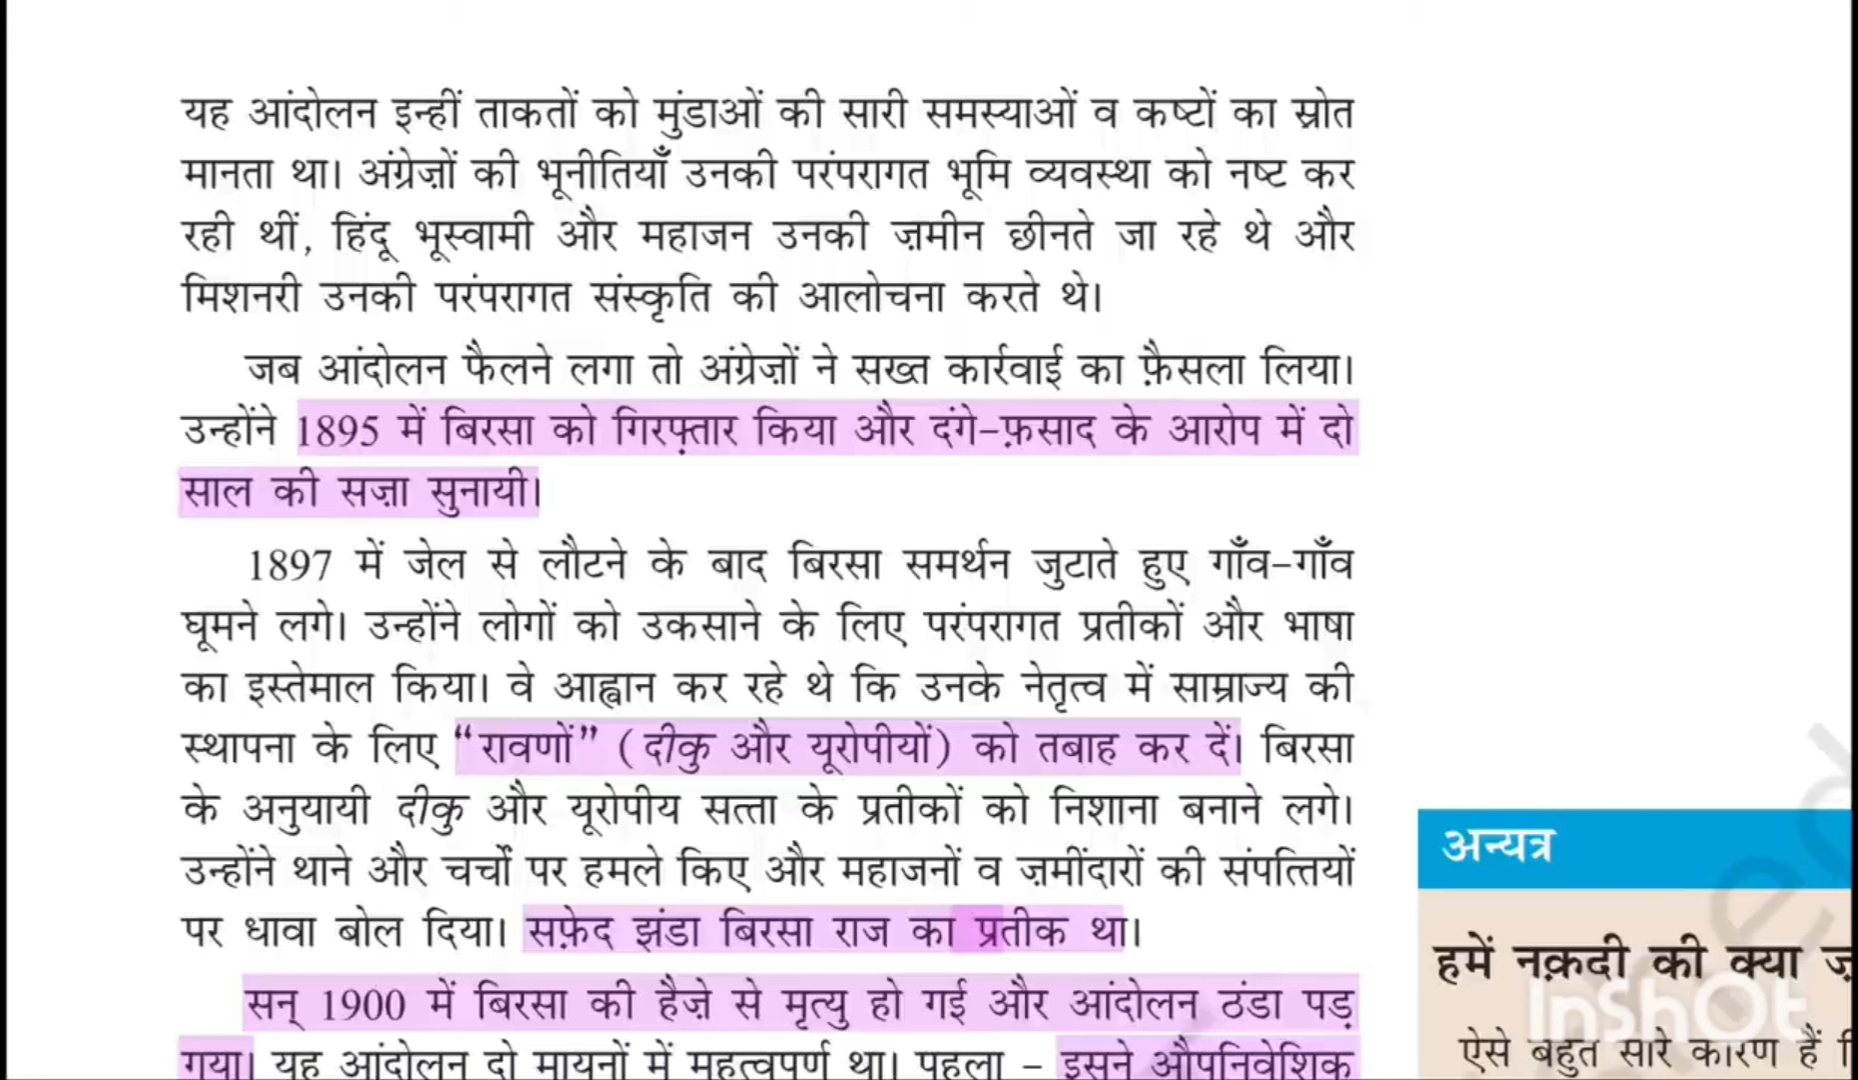 यह आंदोलन इन्हीं ताकतों को मुंडाओं की सारी समस्याओं व कष्टों का स्रोत
मानता था। अंग्रेज़ों की भूनीतियाँ उनकी परंपरागत भूमि व्यवस्था को नष्ट कर
रही थीं, हिंदू भूस्वामी और महाजन उनकी ज़मीन छीनते जा रहे थे और
मिशनरी उनकी परंपरागत संस्कृति की आलोचना करते थे।
जब आंदोलन फैलने लगा तो अंग्रेज़ों ने सख्त कार्रवाई का फ़ैसला लिया।
उन्होंने 1895 में बिरसा को गिरफ़्तार किया और दंगे-फ़साद के आरोप में दो
साल की सज़ा सुनायी।
1897 में जेल से लौटने के बाद बिरसा समर्थन जुटाते हुए गाँव-गाँव
घूमने लगे। उन्होंने लोगों को उकसाने के लिए परंपरागत प्रतीकों और भाषा
का इस्तेमाल किया। वे आह्वान कर रहे थे कि उनके नेतृत्व में साम्राज्य की
स्थापना के लिए “रावणों” (दीकु और यूरोपीयों) को तबाह कर दें। बिरसा
के अनुयायी दीकु और यूरोपीय सत्ता के प्रतीकों को निशाना बनाने लगे।
उन्होंने थाने और चर्चों पर हमले किए और महाजनों व ज़मींदारों की संपत्तियों
पर धावा बोल दिया। सफ़ेद झंडा बिरसा राज का प्रतीक था।
सन् 1900 में बिरसा की हैज़े से मृत्यु हो गई और आंदोलन ठंडा पड़
गया। यह आंदोलन दो मायनों में महत्वपूर्ण था। पहला - इसने औपनिवेशिक
अन्यत्र
हमें नक़दी की क्या
ऐसे बहुत सारे कारण हैं
InShOt